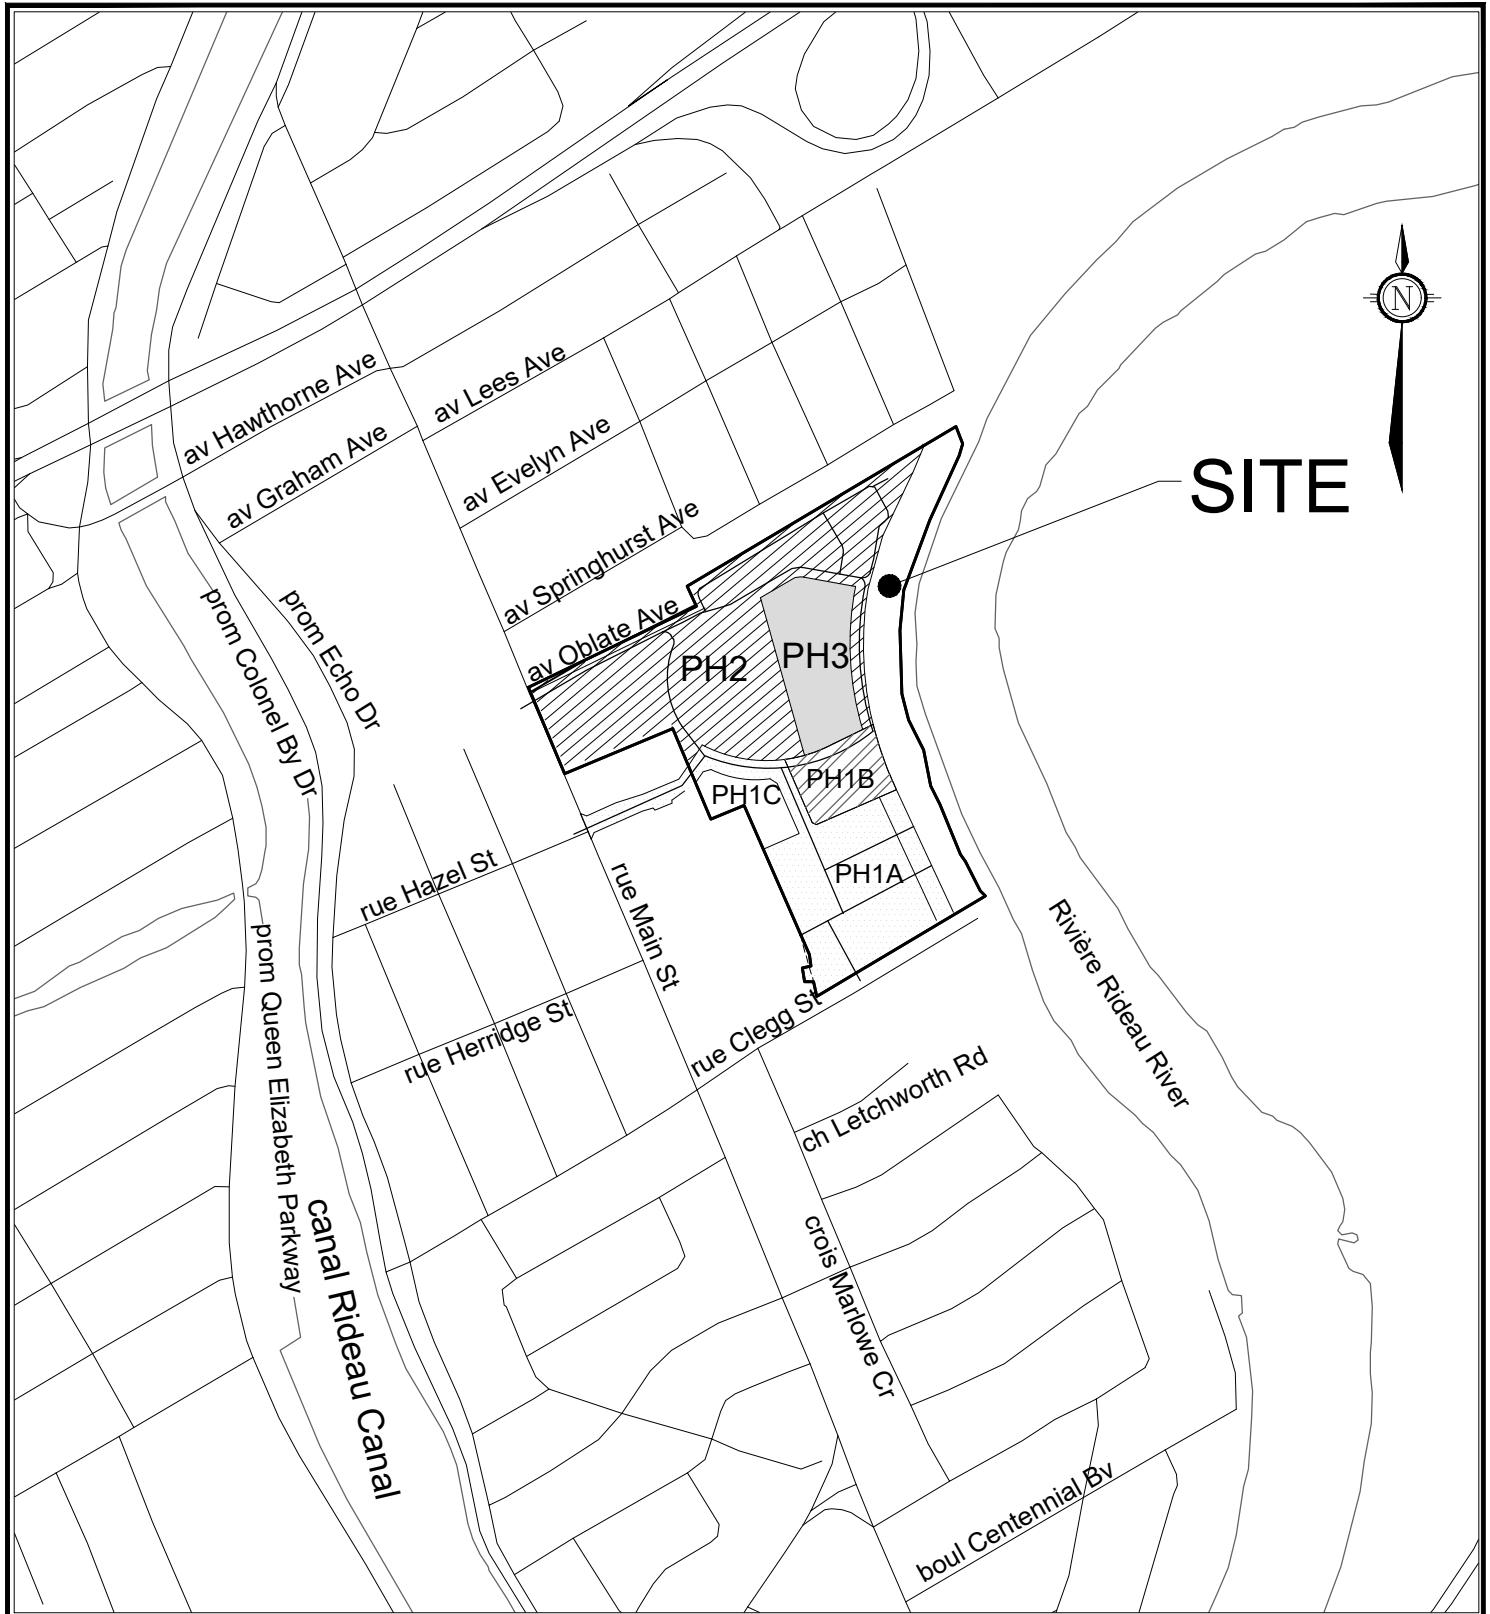 N
SITE
av Hawthorne Ave
av Lees Ave
av Graham Ave
av Evelyn Ave
av Springhurst Ave
av Oblate Ave
prom Colonel By Dr
prom Echo Dr
PH2
PH3
PH1B
PH1C
PH1A
rue Hazel St
rue Main St
rue Herridge St
rue Clegg St
prom Queen Elizabeth Parkway
canal Rideau Canal
Rivière Rideau River
ch Letchworth Rd
crois Marlowe Cr
boul Centennial Bv